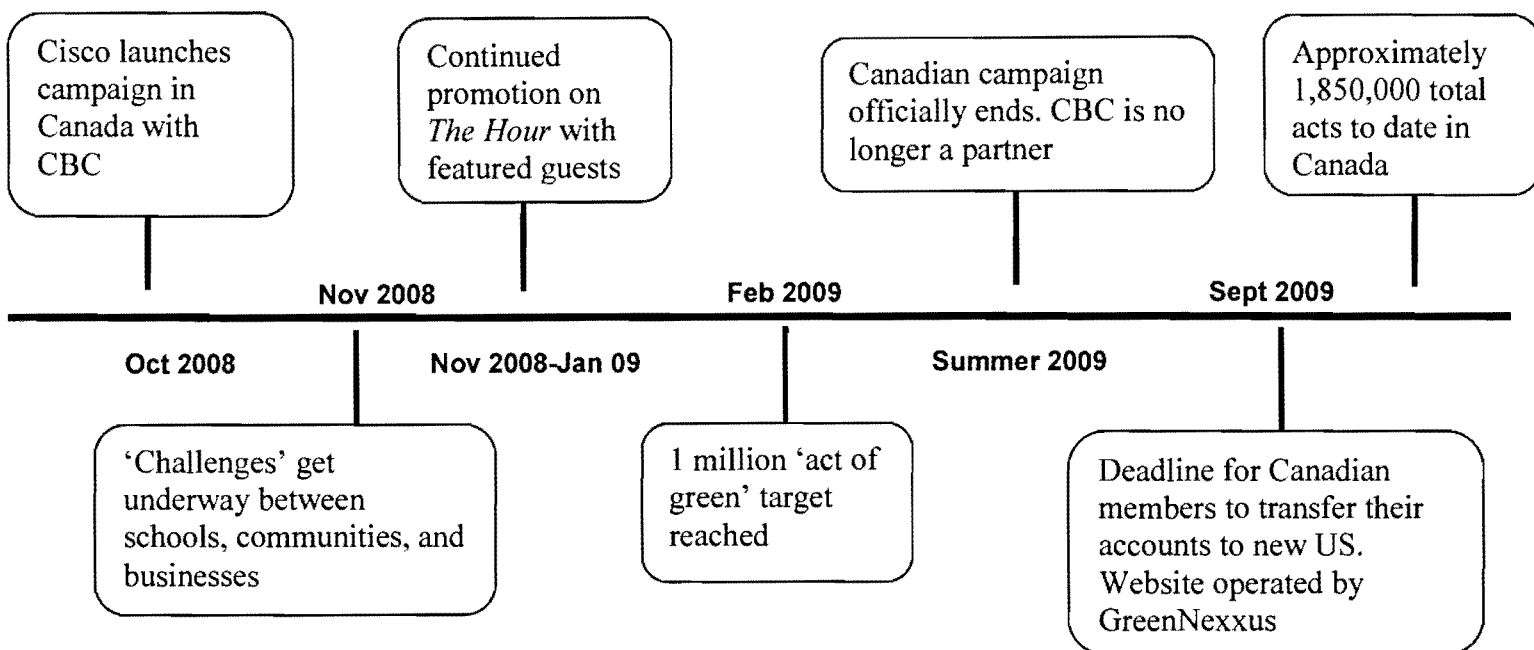 Cisco launches
campaign in
Canada with
CBC
Continued
promotion on
The Hour with
featured guests
Canadian campaign
officially ends. CBC is no
longer a partner
Approximately
1,850,000 total
acts to date in
Canada
Nov 2008
Feb 2009
Sept 2009
Oct 2008
Nov 2008-Jan 09
Summer 2009
‘Challenges’ get
underway between
schools, communities, and
businesses
1 million ‘act of
green’ target
reached
Deadline for Canadian
members to transfer their
accounts to new US.
Website operated by
GreenNexxus